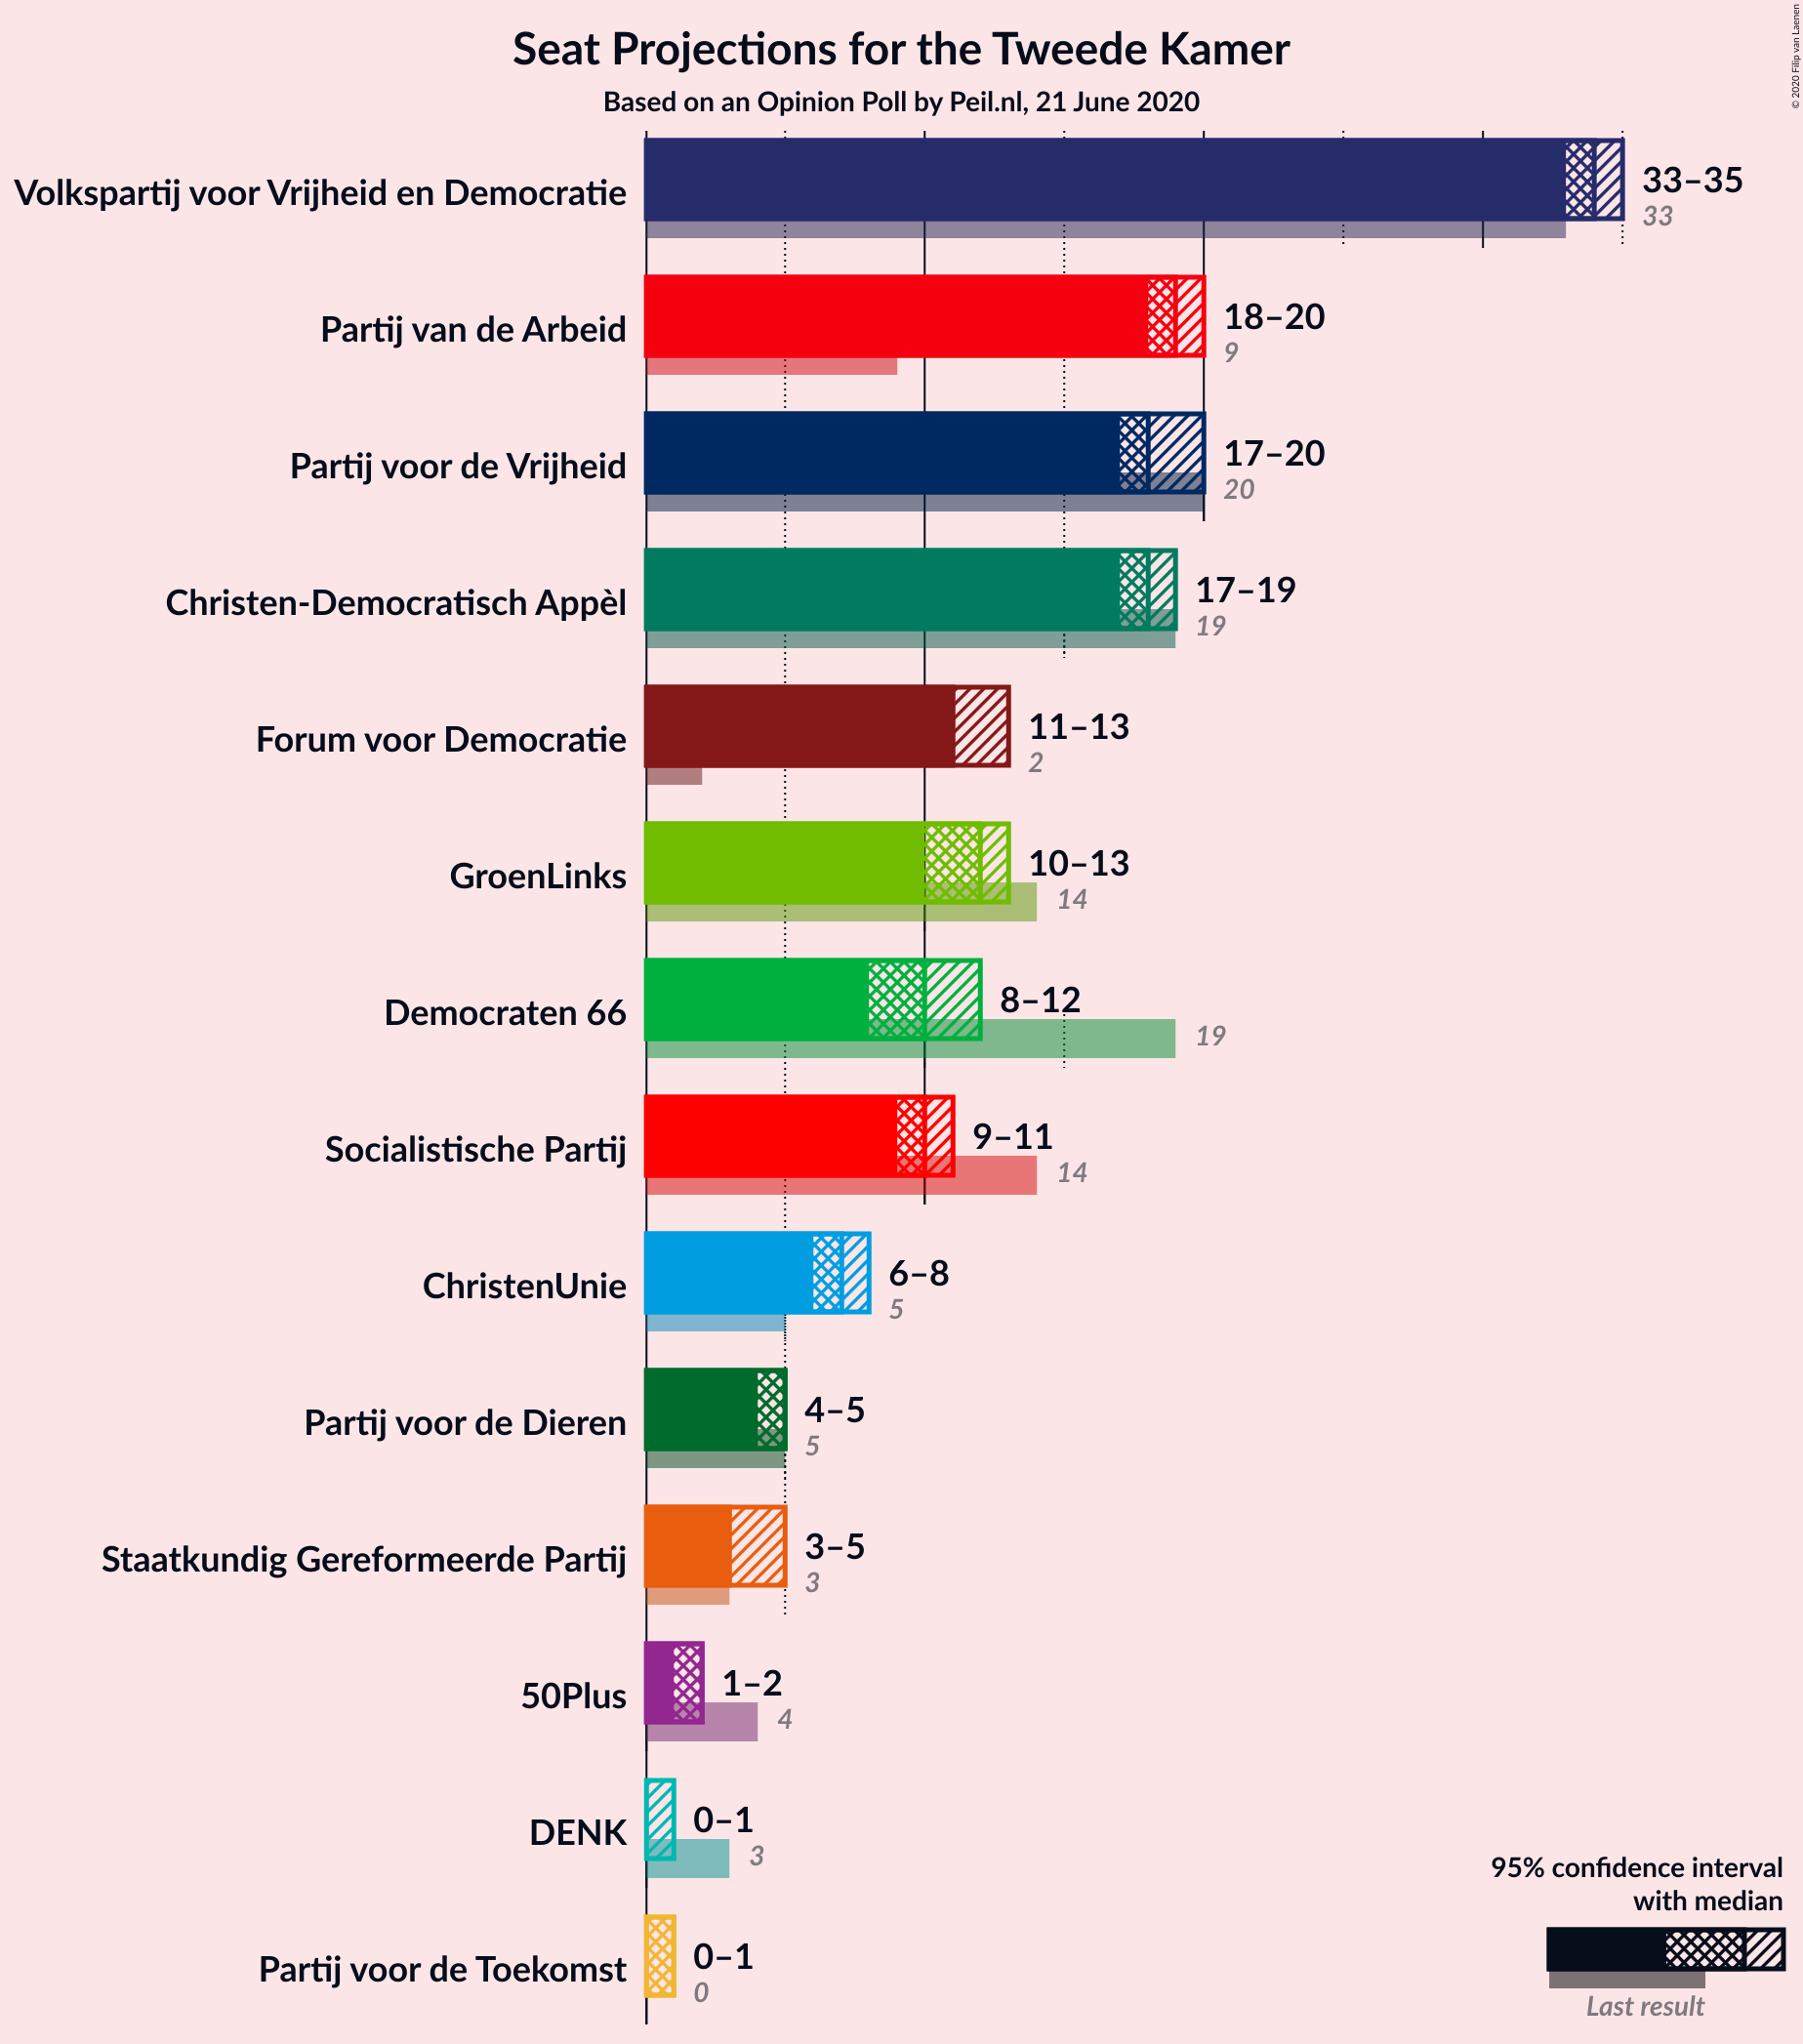 Seat Projections for the Tweede Kamer
Based on an Opinion Poll by Peil.nl, 21 June 2020
© 2020 Filip van Laenen
Volkspartij voor Vrijheid en Democratie
33–35
33
Partij van de Arbeid
18–20
9
Partij voor de Vrijheid
17–20
20
Christen-Democratisch Appèl
17–19
19
Forum voor Democratie
11–13
2
GroenLinks
10–13
14
Democraten 66
8–12
19
Socialistische Partij
9–11
14
ChristenUnie
6–8
5
Partij voor de Dieren
4–5
5
Staatkundig Gereformeerde Partij
3–5
3
50Plus
1–2
4
DENK
0–1
3
Partij voor de Toekomst
0–1
0
95% confidence interval
with median
Last result